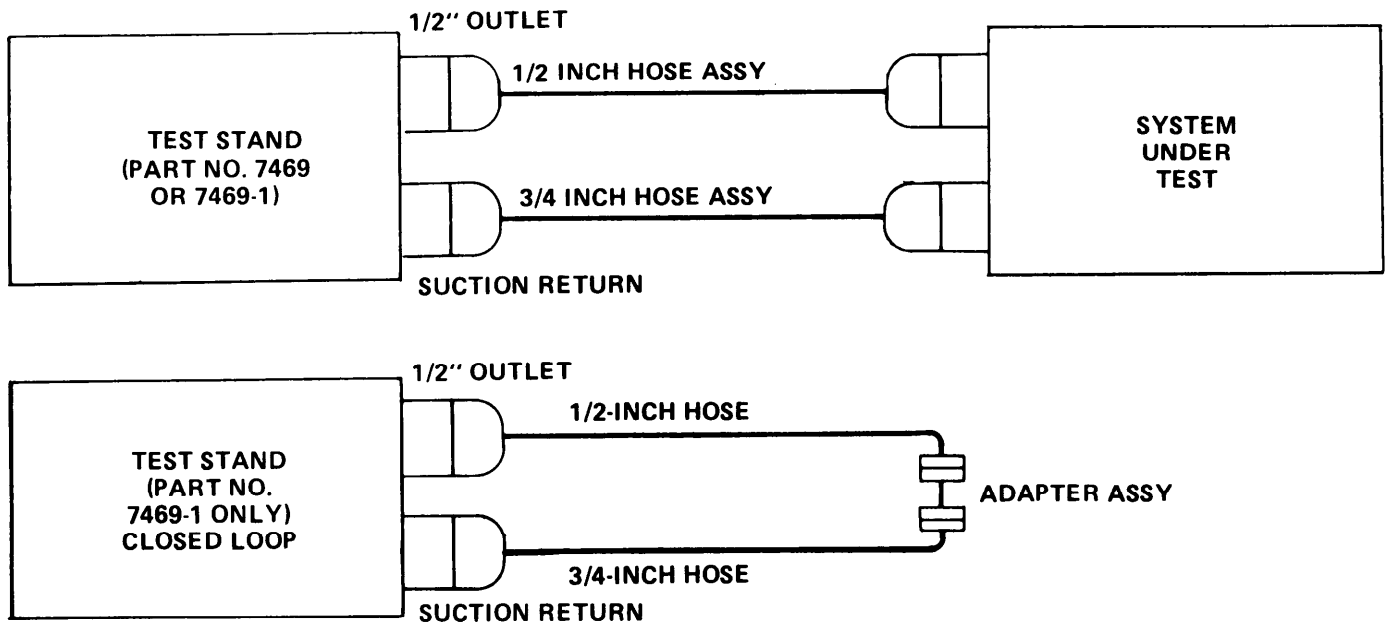 1/2" OUTLET
1/2 INCH HOSE ASSY
TEST STAND
(PART NO. 7469
OR 7469-1)
SYSTEM
UNDER
TEST
3/4 INCH HOSE ASSY
SUCTION RETURN
1/2" OUTLET
1/2-INCH HOSE
TEST STAND
(PART NO.
7469-1 ONLY)
CLOSED LOOP
ADAPTER ASSY
3/4-INCH HOSE
SUCTION RETURN